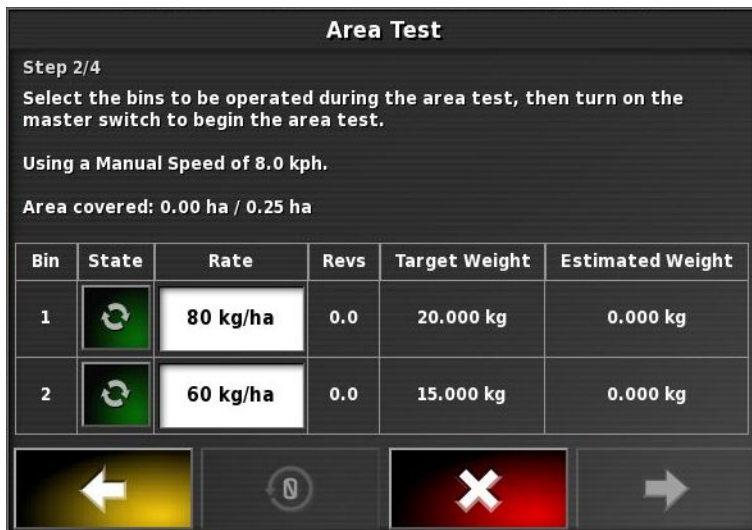 Area Test
Step 2/4
Select the bins to be operated during the area test, then turn on the
master switch to begin the area test.
Using a Manual Speed of 8.0 kph.
Area covered: 0.00 ha / 0.25 ha
Bin State Rate Revs Target Weight Estimated Weight
1 80 kg/ha 0.0 20.000 kg 0.000 kg
2 60 kg/ha 0.0 15.000 kg 0.000 kg
0